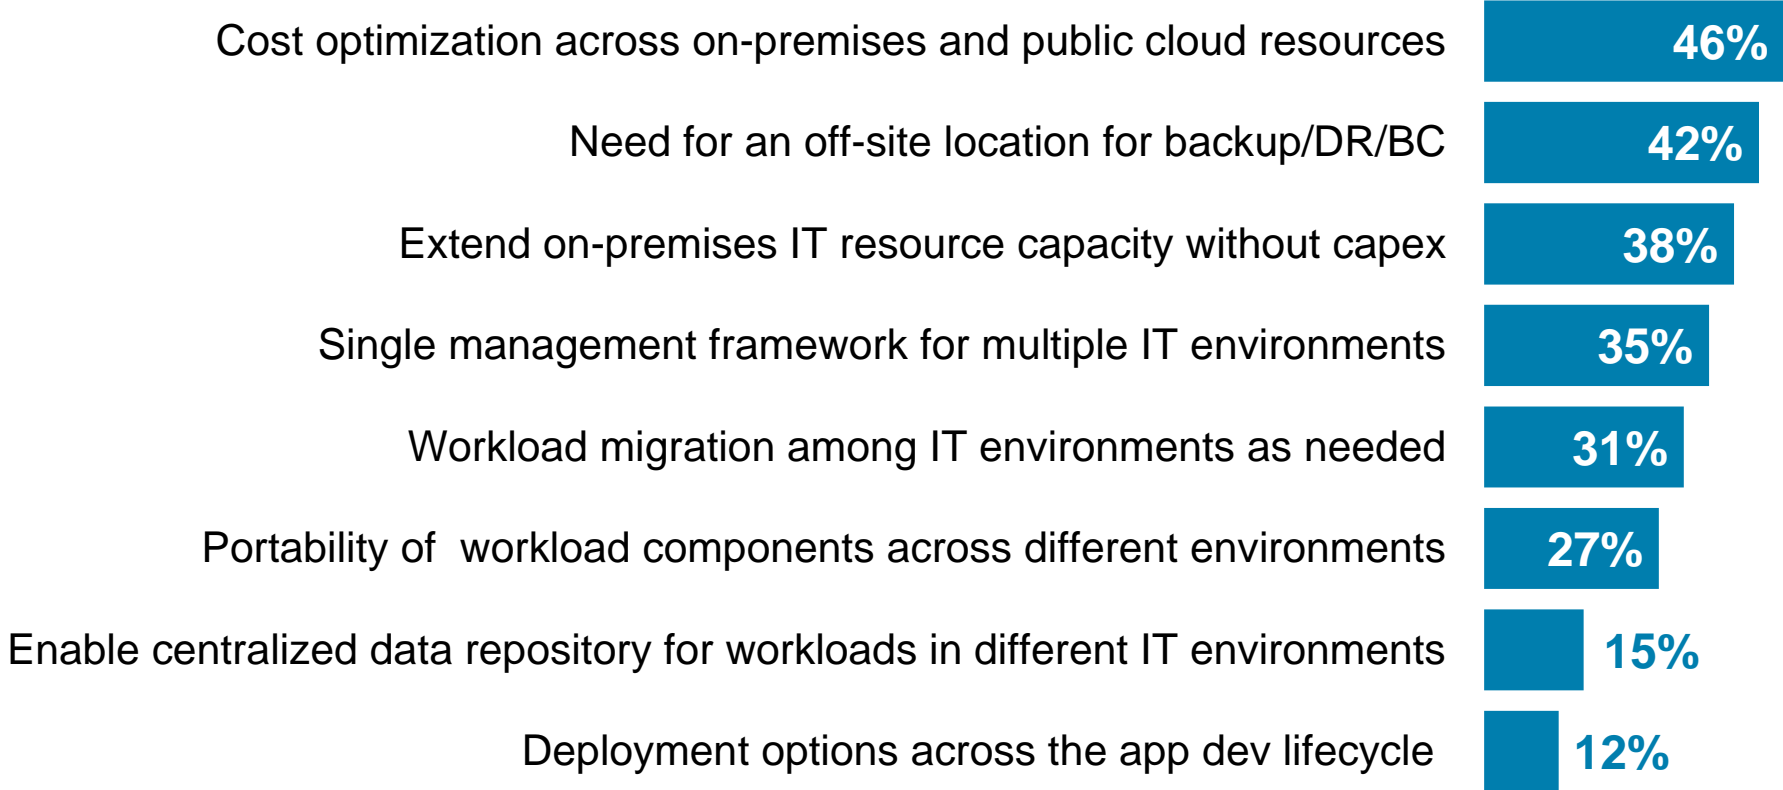 Cost optimization across on-premises and public cloud resources 46%
Need for an off-site location for backup/DR/BC 42%
Extend on-premises IT resource capacity without capex 38%
Single management framework for multiple IT environments 35%
Workload migration among IT environments as needed 31%
Portability of  workload components across different environments 27%
Enable centralized data repository for workloads in different IT environments 15%
Deployment options across the app dev lifecycle 12%